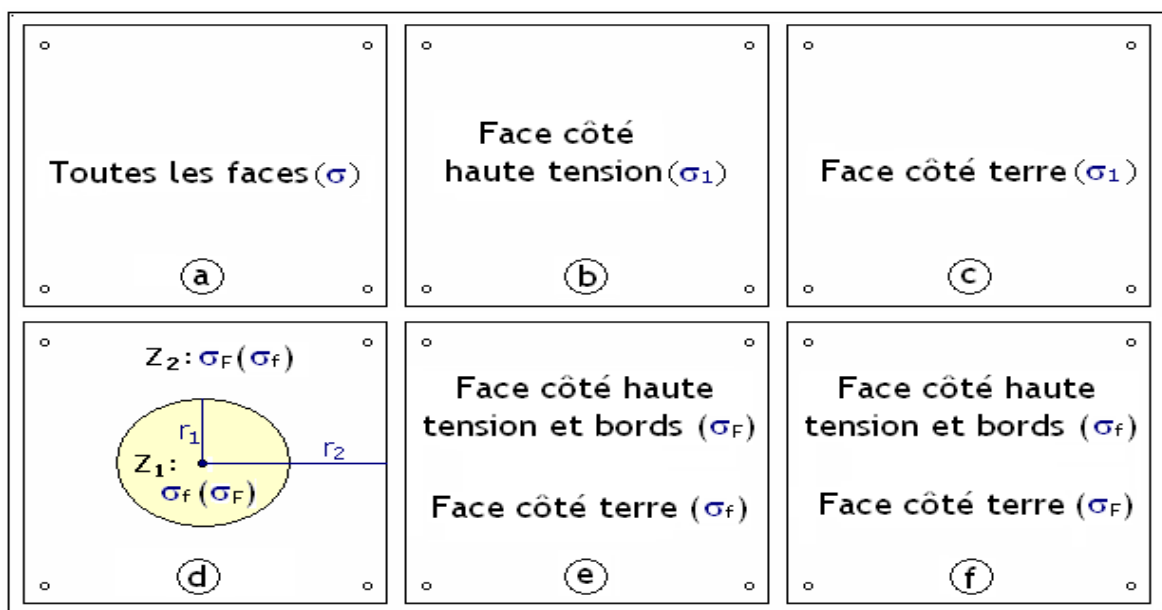 Toutes les faces (σ)
a
Face côté
haute tension (σ₁)
b
Face côté terre (σ₁)
c
Z₂: σF (σf)
r₁
r₂
Z₁:
σf (σF)
d
Face côté haute
tension et bords (σF)
Face côté terre (σf)
e
Face côté haute
tension et bords (σf)
Face côté terre (σF)
f